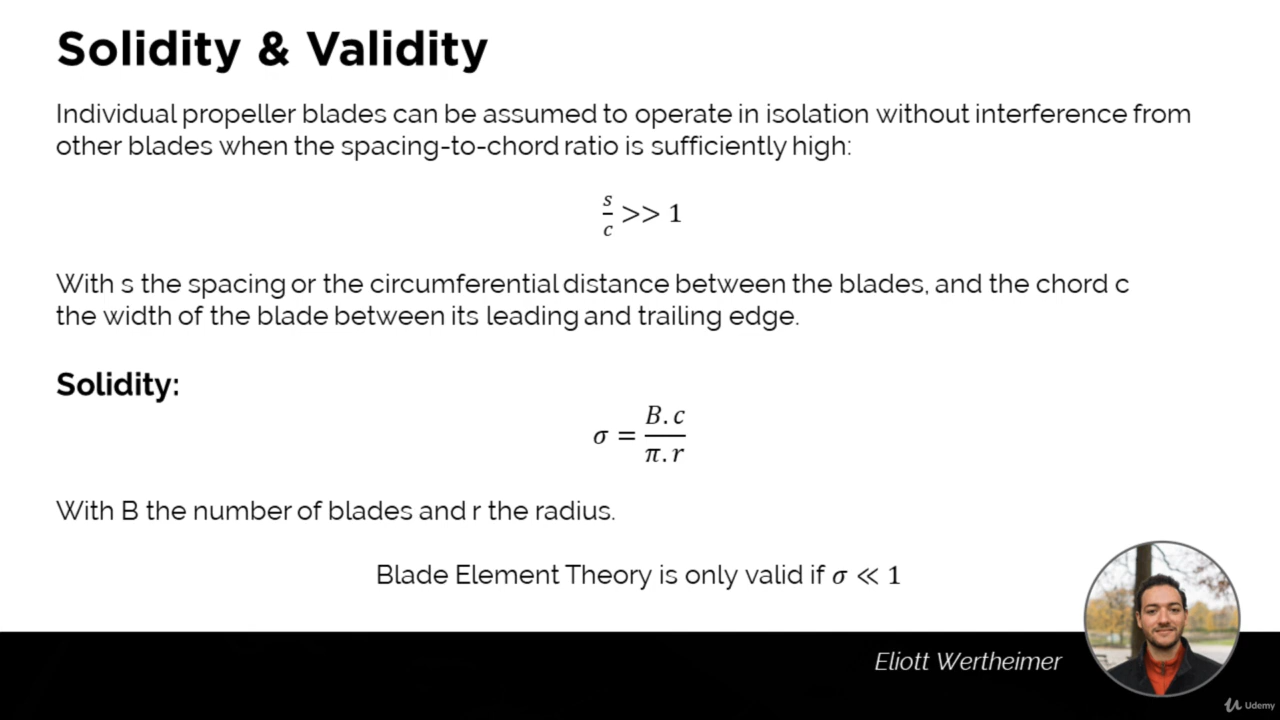 Solidity & Validity
Individual propeller blades can be assumed to operate in isolation without interference from
other blades when the spacing-to-chord ratio is sufficiently high:
s/c >> 1
With s the spacing or the circumferential distance between the blades, and the chord c
the width of the blade between its leading and trailing edge.
Solidity:
σ = B.c/π.r
With B the number of blades and r the radius.
Blade Element Theory is only valid if σ ≪ 1
Eliott Wertheimer
Udemy